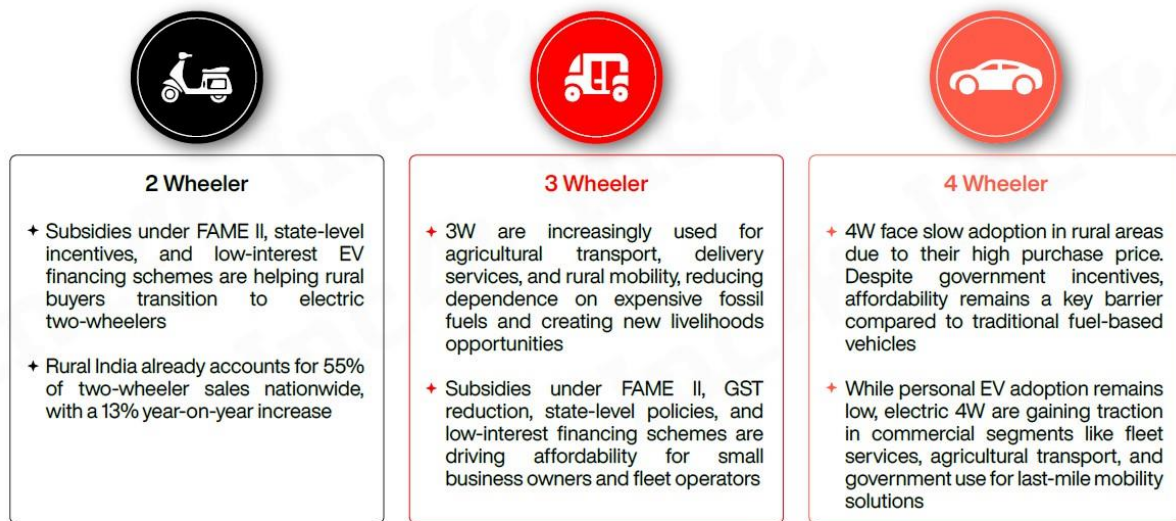 2 Wheeler
Subsidies under FAME II, state-level
incentives, and low-interest EV
financing schemes are helping rural
buyers transition to electric
two-wheelers
Rural India already accounts for 55%
of two-wheeler sales nationwide,
with a 13% year-on-year increase
3 Wheeler
3W are increasingly used for
agricultural transport, delivery
services, and rural mobility, reducing
dependence on expensive fossil
fuels and creating new livelihoods
opportunities
Subsidies under FAME II, GST
reduction, state-level policies, and
low-interest financing schemes are
driving affordability for small
business owners and fleet operators
4 Wheeler
4W face slow adoption in rural areas
due to their high purchase price.
Despite government incentives,
affordability remains a key barrier
compared to traditional fuel-based
vehicles
While personal EV adoption remains
low, electric 4W are gaining traction
in commercial segments like fleet
services, agricultural transport, and
government use for last-mile mobility
solutions